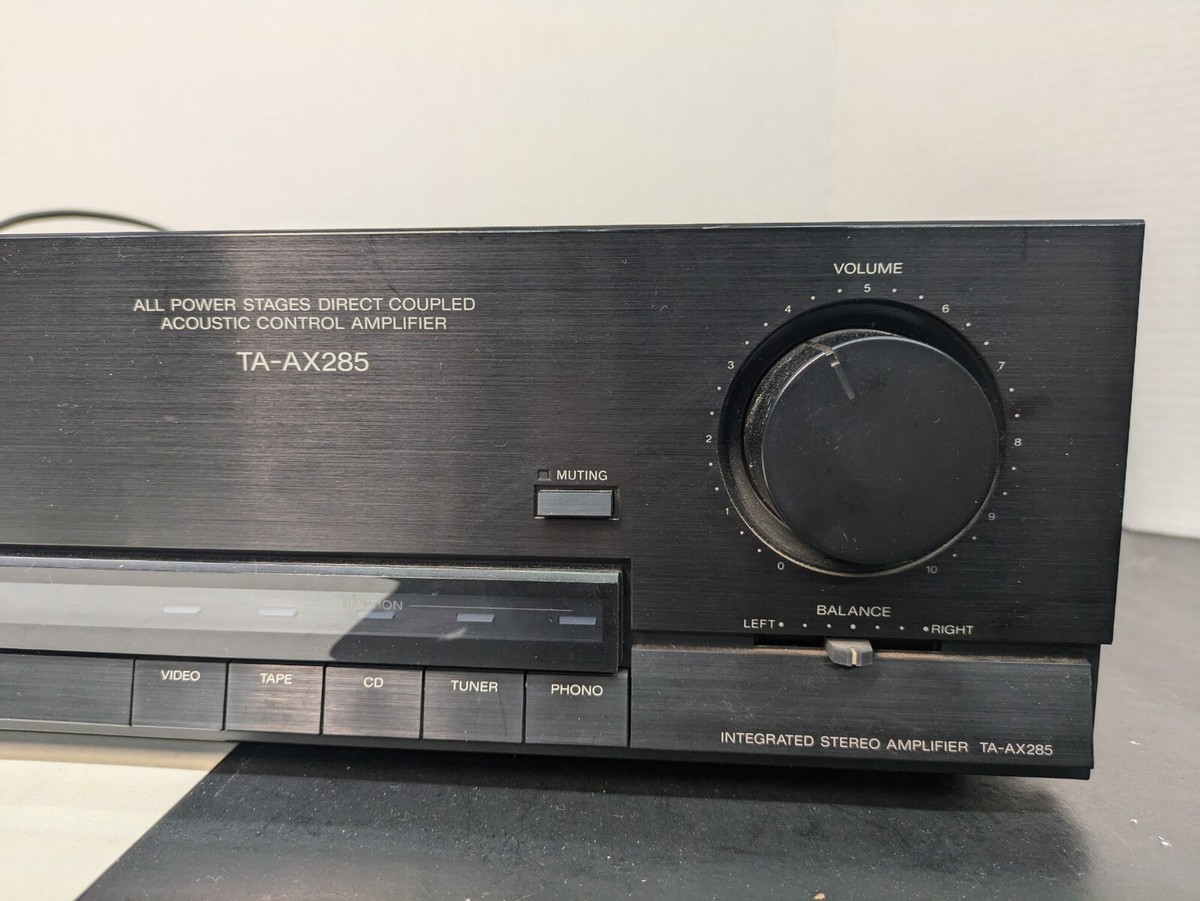 ALL POWER STAGES DIRECT COUPLED
ACOUSTIC CONTROL AMPLIFIER
TA-AX285
VOLUME
0
1
2
3
4
5
6
7
8
9
10
MUTING
FUNCTION
BALANCE
LEFT
RIGHT
VIDEO
TAPE
CD
TUNER
PHONO
INTEGRATED STEREO AMPLIFIER TA-AX285